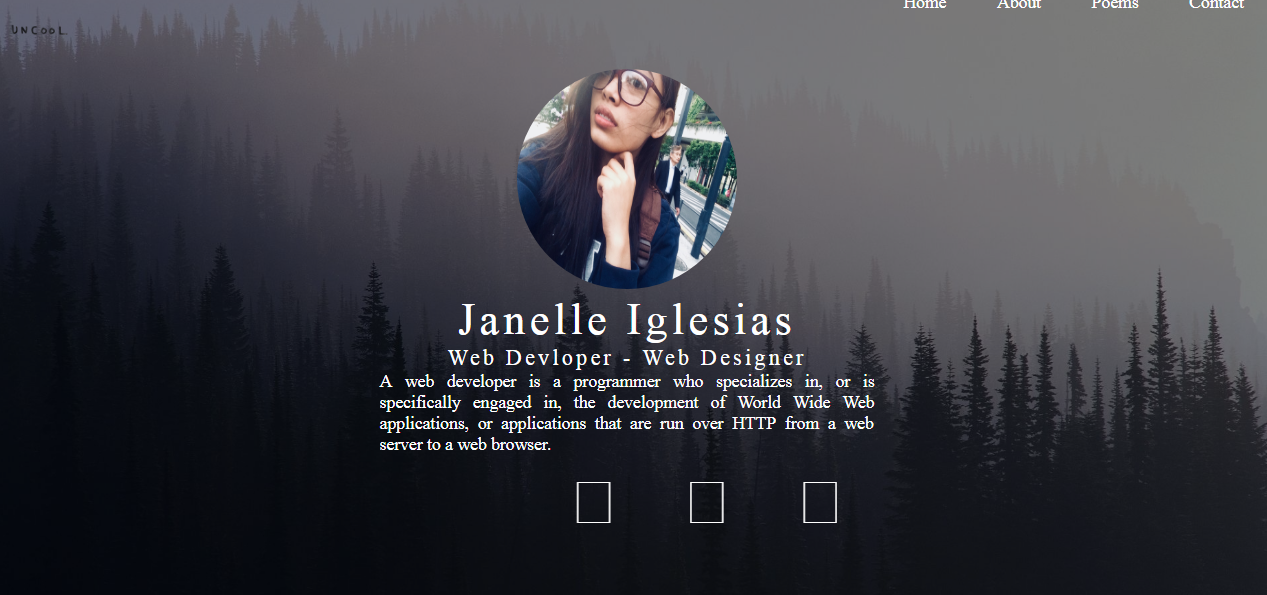 Home About Poems Contact
UNCOOL
Janelle Iglesias
Web Devloper - Web Designer
A web developer is a programmer who specializes in, or is
specifically engaged in, the development of World Wide Web
applications, or applications that are run over HTTP from a web
server to a web browser.